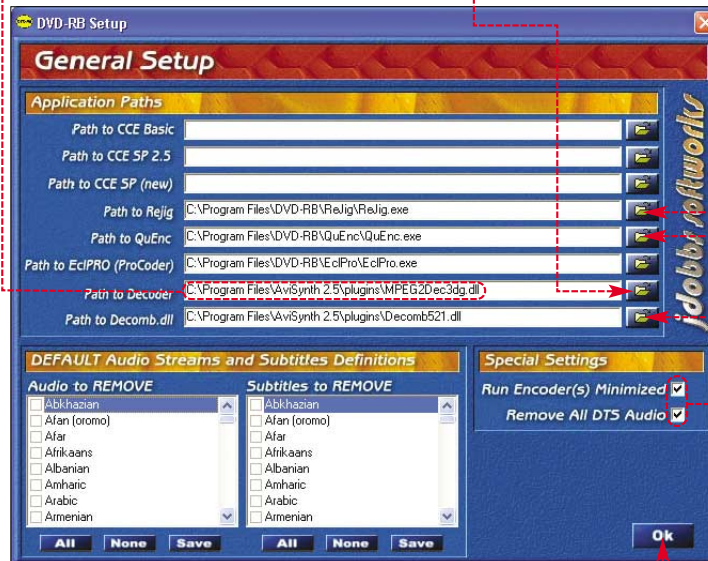 DVD-RB Setup
General Setup
Application Paths
Path to CCE Basic
Path to CCE SP 2.5
Path to CCE SP (new)
Path to Rejig C:\Program Files\DVD-RB\ReJig\ReJig.exe
Path to QuEnc C:\Program Files\DVD-RB\QuEnc\QuEnc.exe
Path to EclPRO (ProCoder) C:\Program Files\DVD-RB\EclPro\EclPro.exe
Path to Decoder C:\Program Files\AviSynth 2.5\plugins\MPEG2Dec3dg.dll
Path to Decomb.dll C:\Program Files\AviSynth 2.5\plugins\Decomb521.dll
jdobbs softworks
DEFAULT Audio Streams and Subtitles Definitions
Audio to REMOVE
Abkhazian
Afan (oromo)
Afar
Afrikaans
Albanian
Amharic
Arabic
Armenian
All None Save
Subtitles to REMOVE
Abkhazian
Afan (oromo)
Afar
Afrikaans
Albanian
Amharic
Arabic
Armenian
All None Save
Special Settings
Run Encoder(s) Minimized
Remove All DTS Audio
Ok